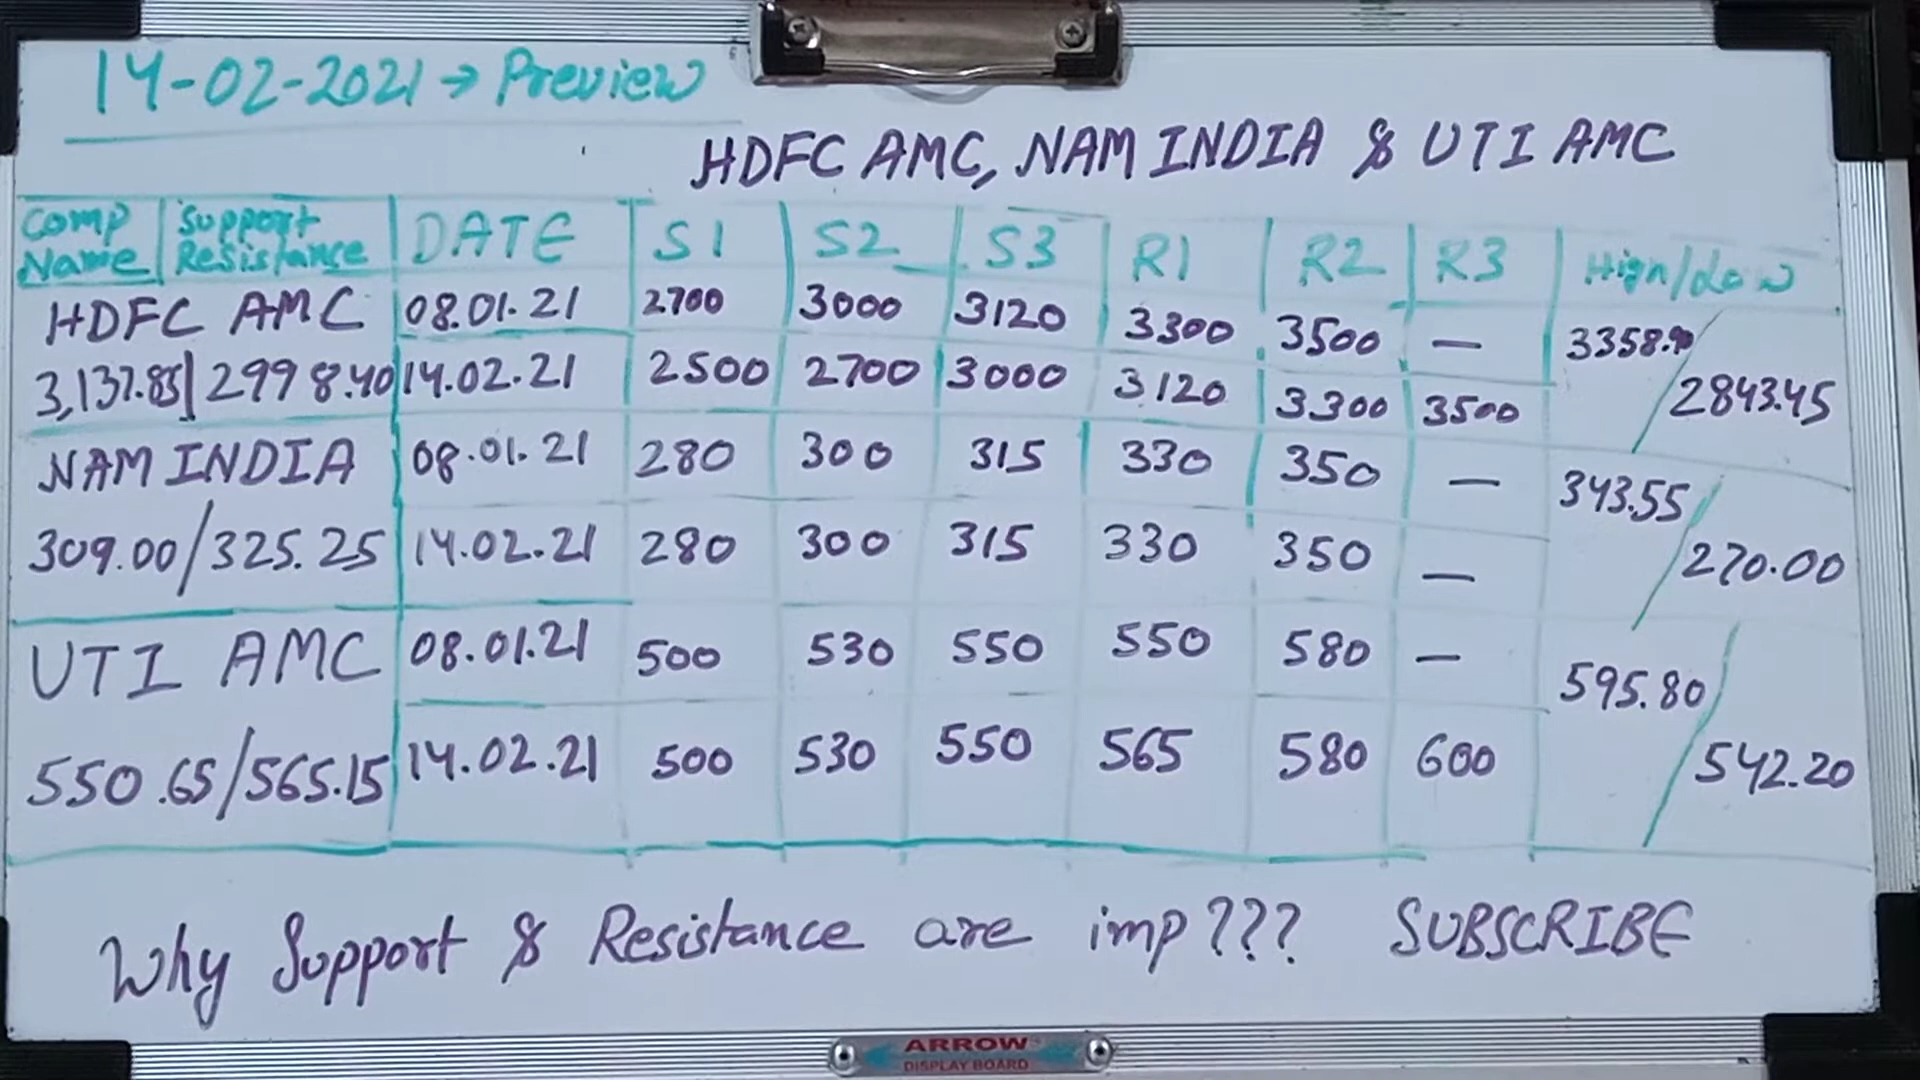 14-02-2021 → Preview
HDFC AMC, NAM INDIA & UTI AMC
Comp Name | Support Resistance | DATE | S1 | S2 | S3 | R1 | R2 | R3 | High/Low
HDFC AMC 08.01.21 2700 3000 3120 3300 3500 — 3358.90/2843.45
3,137.85|2998.40 14.02.21 2500 2700 3000 3120 3300 3500
NAM INDIA 08.01.21 280 300 315 330 350 — 343.55/270.00
309.00/325.25 14.02.21 280 300 315 330 350 —
UTI AMC 08.01.21 500 530 550 550 580 — 595.80/542.20
550.65/565.15 14.02.21 500 530 550 565 580 600
Why Support & Resistance are imp??? SUBSCRIBE
ARROW
DISPLAY BOARD